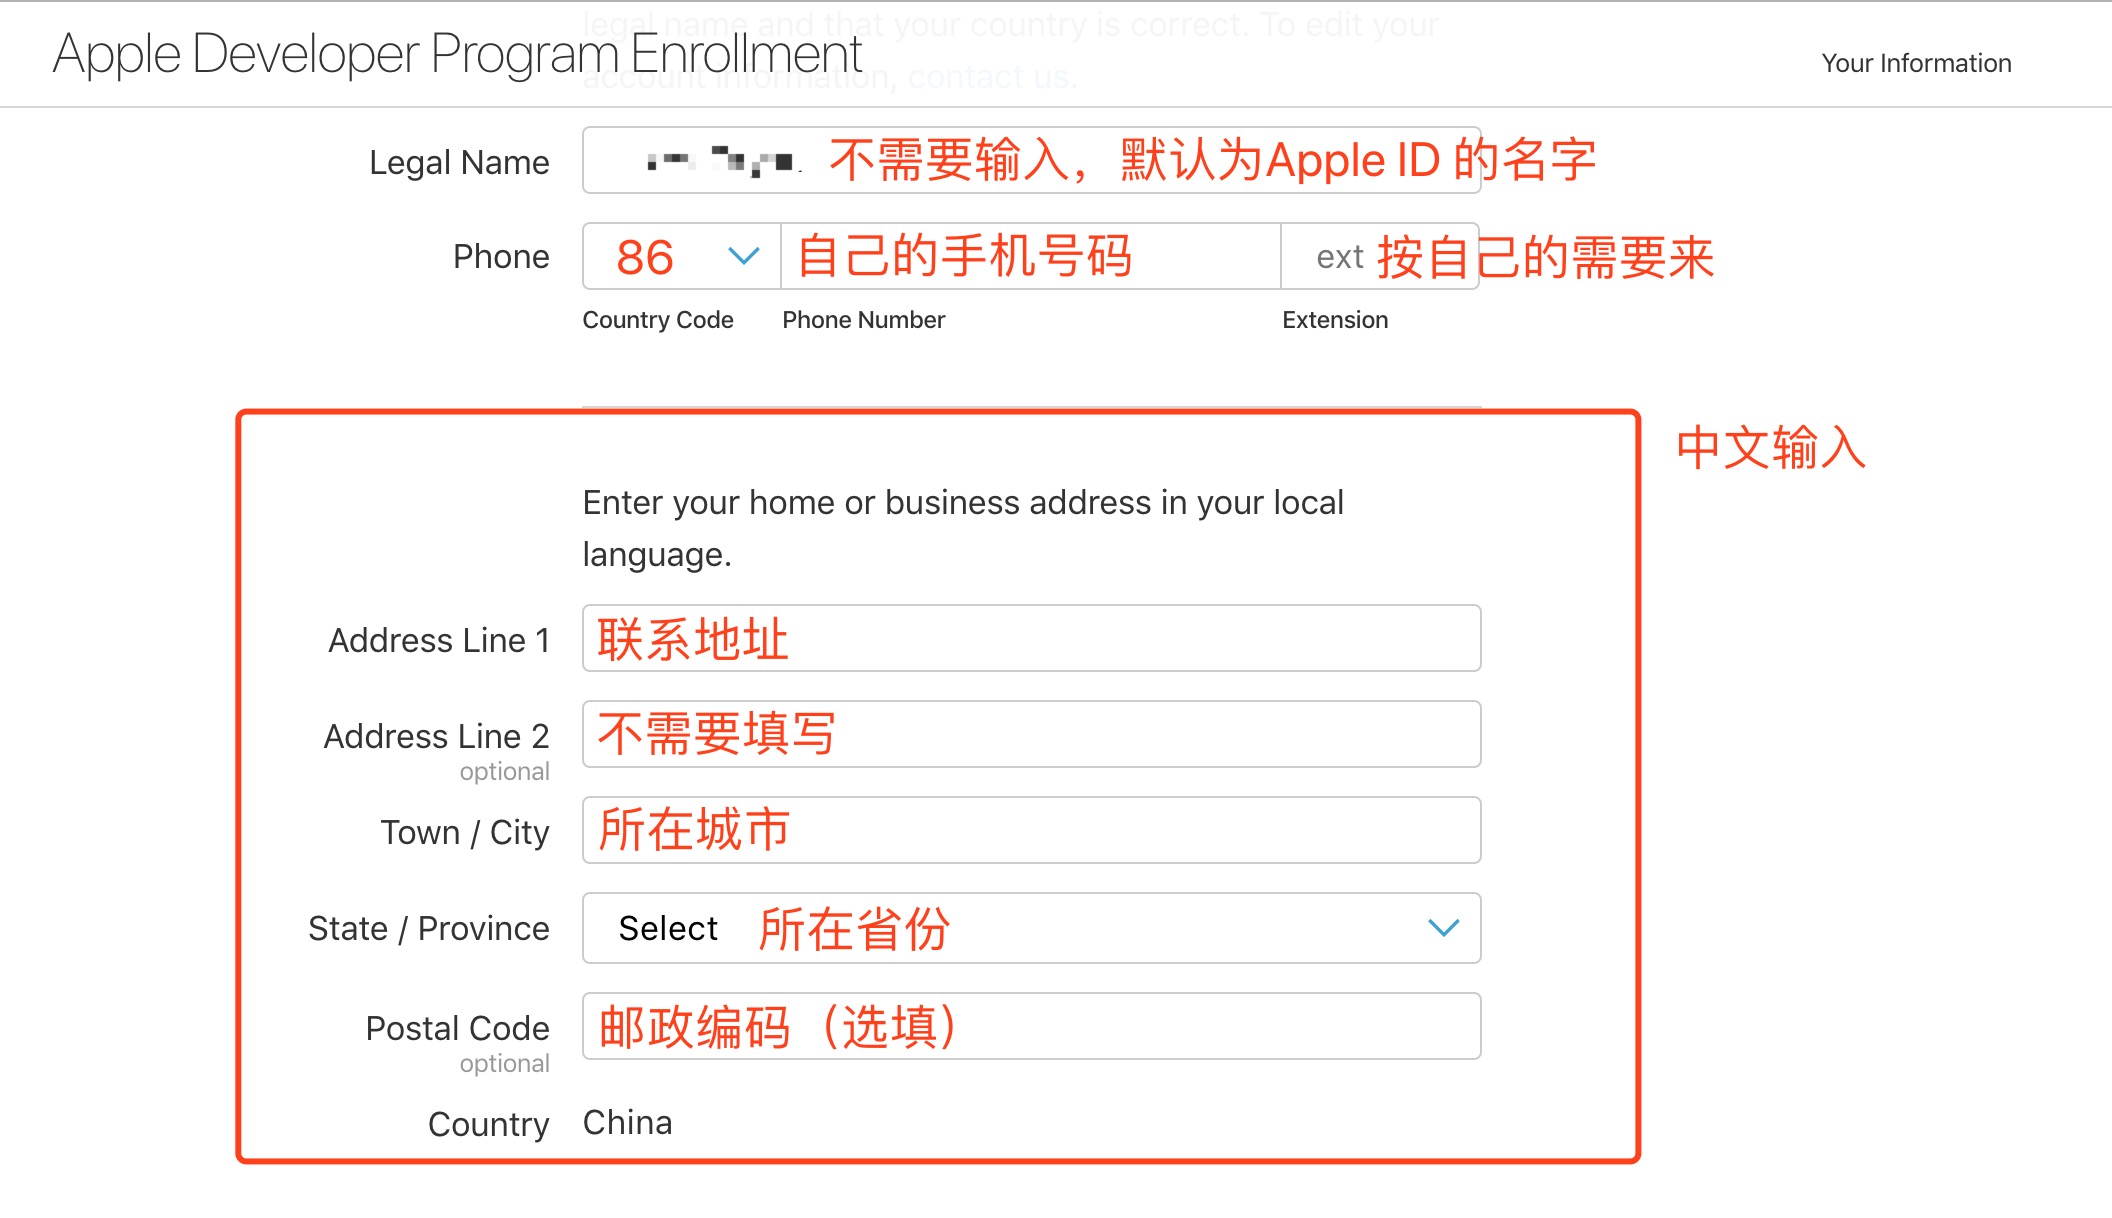 legal name and that your country is correct. To edit your
Apple Developer Program Enrollment
account information, contact us.
Your Information
Legal Name 不需要输入，默认为Apple ID 的名字
Phone 86 自己的手机号码 ext 按自己的需要来
Country Code Phone Number Extension
中文输入
Enter your home or business address in your local
language.
Address Line 1 联系地址
Address Line 2 不需要填写
optional
Town / City 所在城市
State / Province Select 所在省份
Postal Code 邮政编码（选填）
optional
Country China